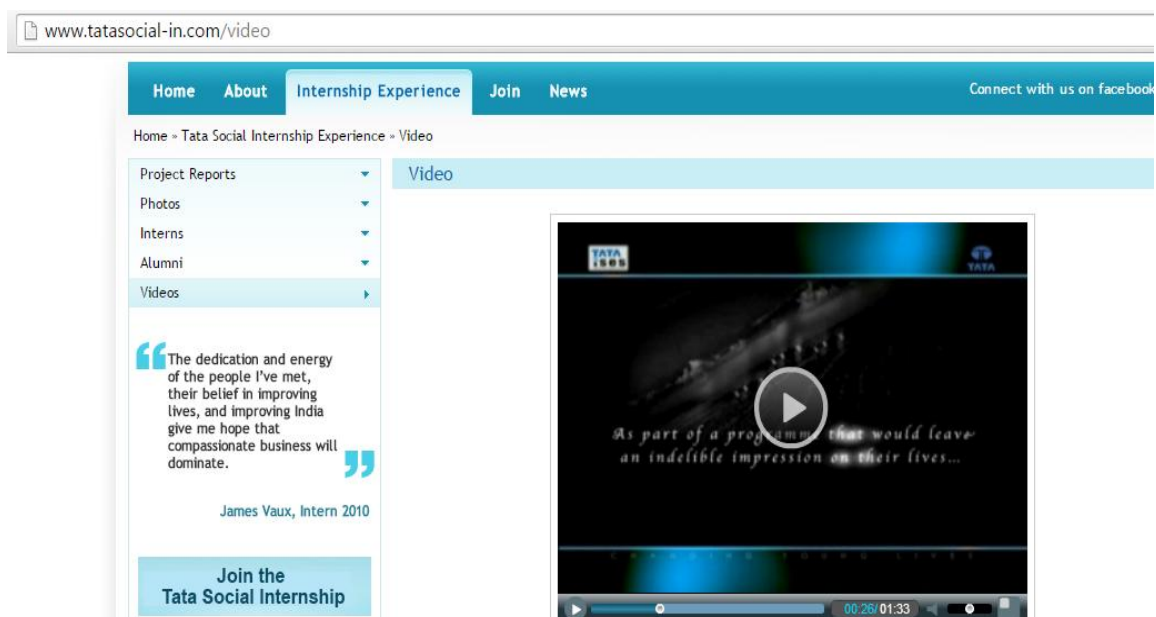 www.tatasocial-in.com/video
Home About Internship Experience Join News
Connect with us on facebook
Home » Tata Social Internship Experience » Video
Project Reports
Photos
Interns
Alumni
Videos
The dedication and energy
of the people I've met,
their belief in improving
lives, and improving India
give me hope that
compassionate business will
dominate.
James Vaux, Intern 2010
Join the
Tata Social Internship
Video
TATA
ises
TATA
As part of a programme that would leave
an indelible impression on their lives...
CHANGING YOUNG LIVES
00:26/01:33